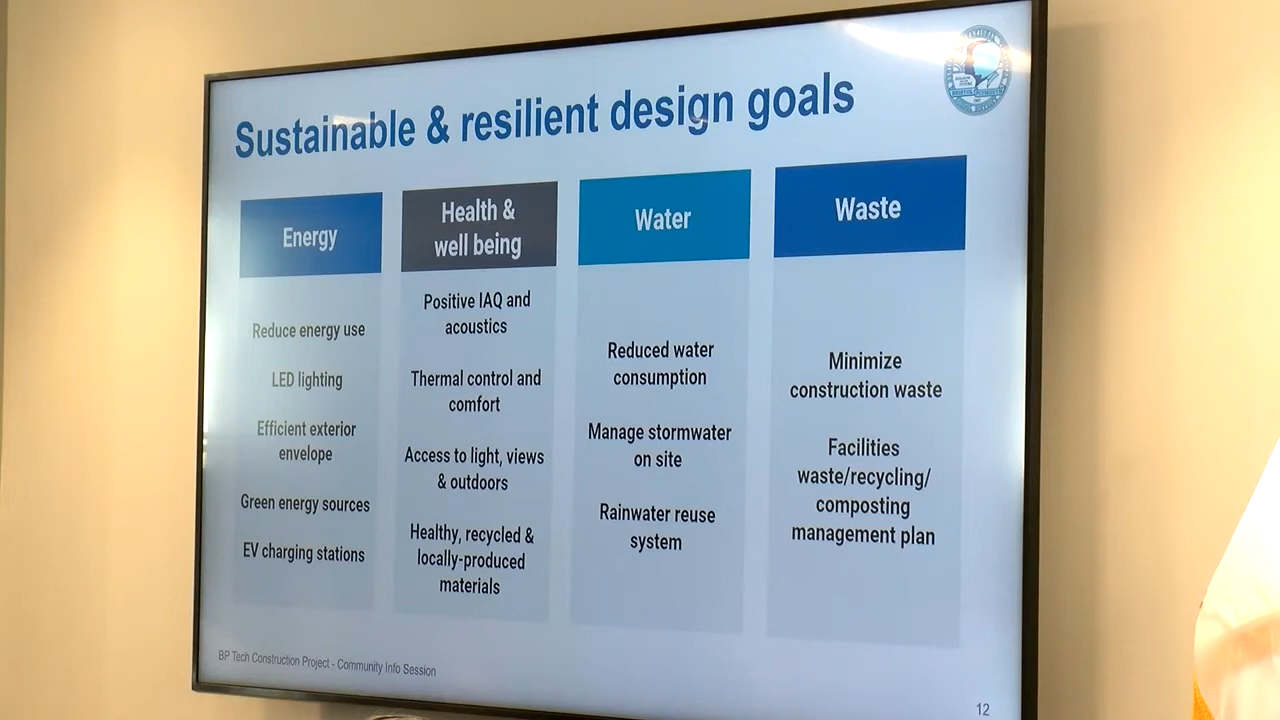 Sustainable & resilient design goals
Energy
Reduce energy use
LED lighting
Efficient exterior
envelope
Green energy sources
EV charging stations
Health &
well being
Positive IAQ and
acoustics
Thermal control and
comfort
Access to light, views
& outdoors
Healthy, recycled &
locally-produced
materials
Water
Reduced water
consumption
Manage stormwater
on site
Rainwater reuse
system
Waste
Minimize
construction waste
Facilities
waste/recycling/
composting
management plan
BP Tech Construction Project - Community Info Session
12
BRISTOL-PLYMOUTH